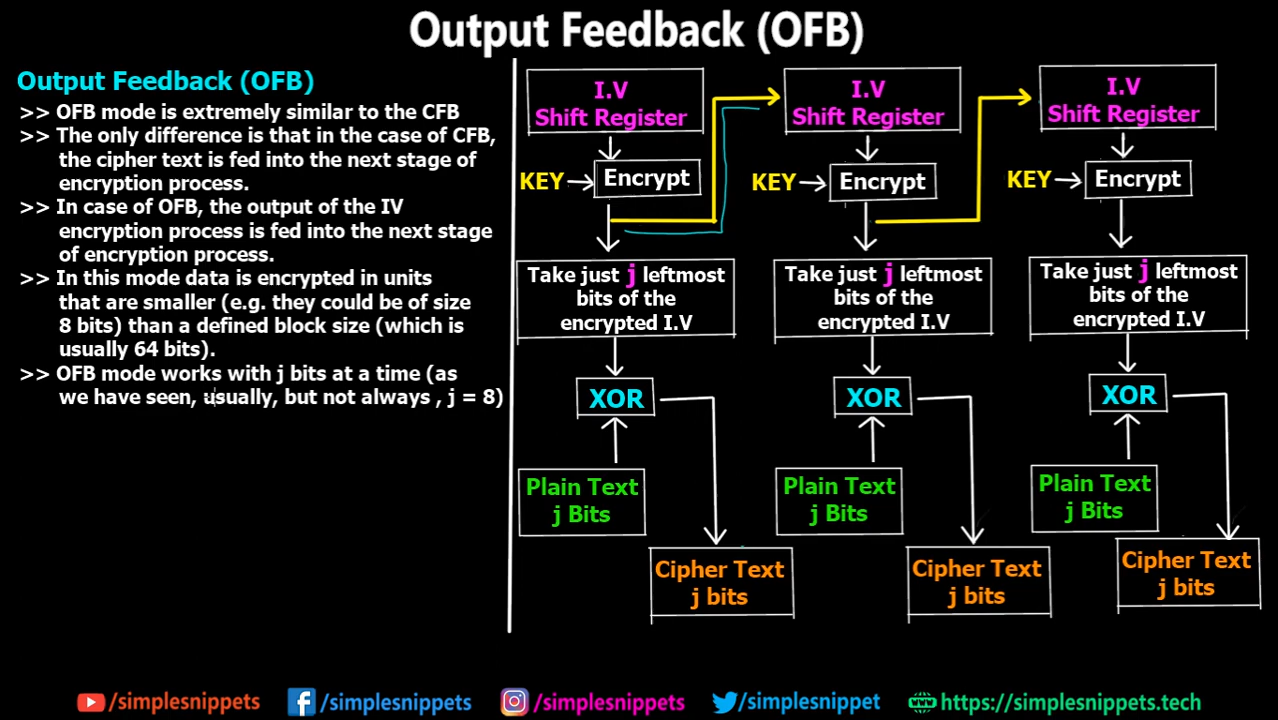 Output Feedback (OFB)
Output Feedback (OFB)
>> OFB mode is extremely similar to the CFB
>> The only difference is that in the case of CFB,
the cipher text is fed into the next stage of
encryption process.
>> In case of OFB, the output of the IV
encryption process is fed into the next stage
of encryption process.
>> In this mode data is encrypted in units
that are smaller (e.g. they could be of size
8 bits) than a defined block size (which is
usually 64 bits).
>> OFB mode works with j bits at a time (as
we have seen, usually, but not always , j = 8)
I.V
Shift Register
KEY
Encrypt
Take just j leftmost
bits of the
encrypted I.V
XOR
Plain Text
j Bits
Cipher Text
j bits
I.V
Shift Register
KEY
Encrypt
Take just j leftmost
bits of the
encrypted I.V
XOR
Plain Text
j Bits
Cipher Text
j bits
I.V
Shift Register
KEY
Encrypt
Take just j leftmost
bits of the
encrypted I.V
XOR
Plain Text
j Bits
Cipher Text
j bits
/simplesnippets
/simplesnippets
/simplesnippets
/simplesnippets
https://simplesnippets.tech